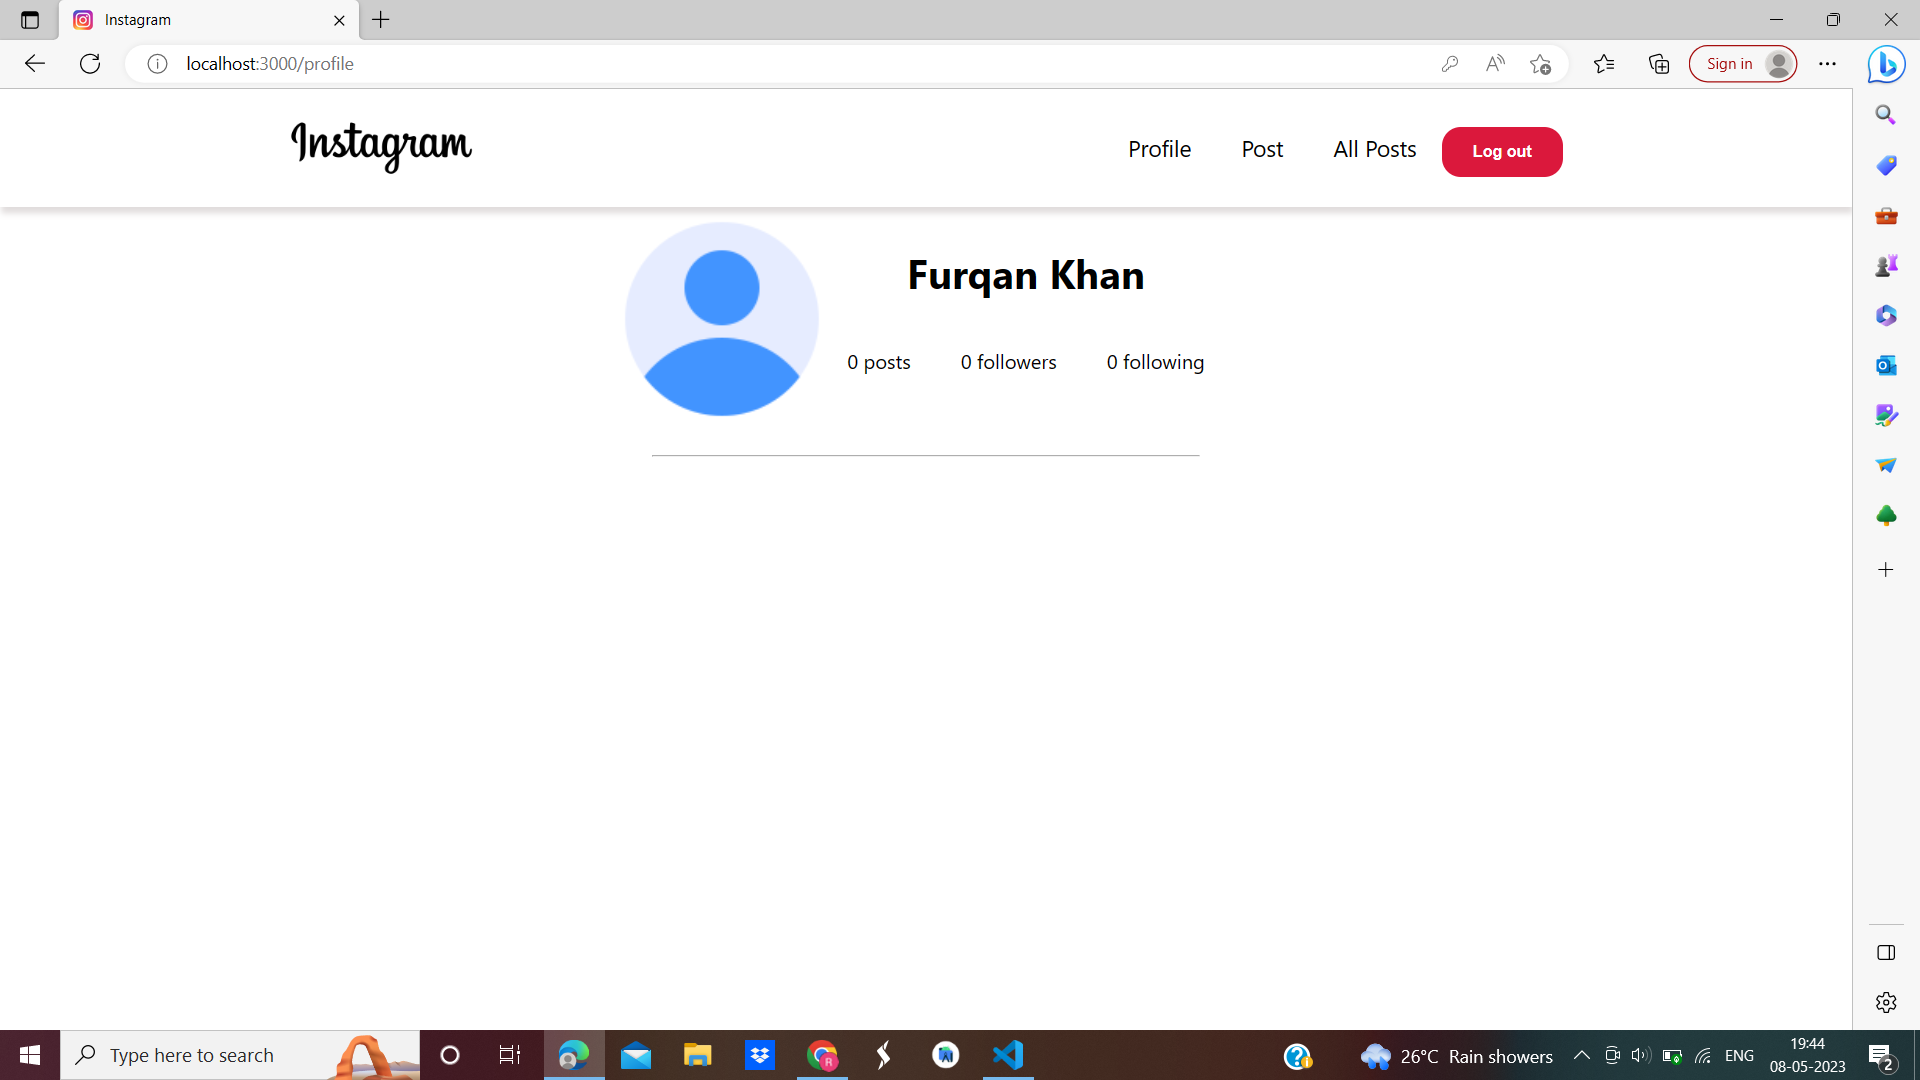 Instagram
localhost:3000/profile
Sign in
Instagram
Profile
Post
All Posts
Log out
Furqan Khan
0 posts
0 followers
0 following
Type here to search
26°C Rain showers
ENG
19:44
08-05-2023
2